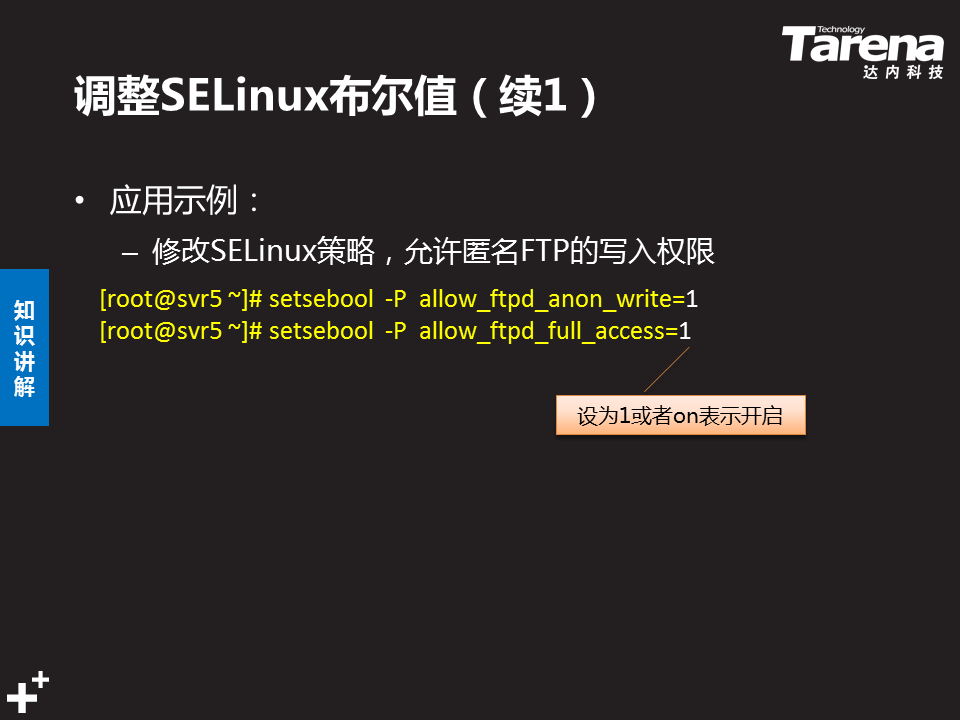 Technology
Tarena
达内科技
调整SELinux布尔值（续1）
• 应用示例：
– 修改SELinux策略，允许匿名FTP的写入权限
[root@svr5 ~]# setsebool -P allow_ftpd_anon_write=1
[root@svr5 ~]# setsebool -P allow_ftpd_full_access=1
设为1或者on表示开启
知
识
讲
解